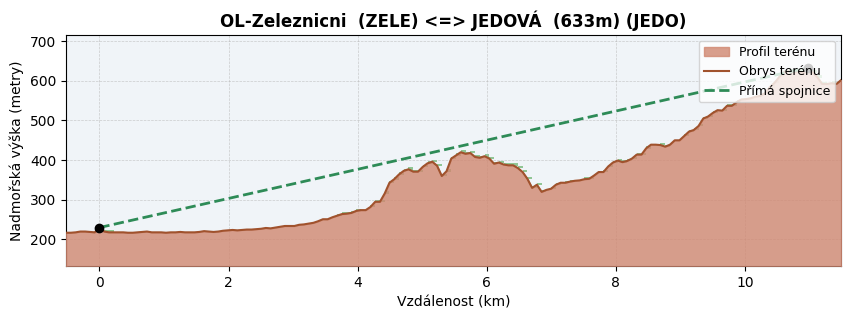 OL-Zeleznicni  (ZELE) <=> JEDOVÁ  (633m) (JEDO)
Nadmořská výška (metry)
700
600
500
400
300
200
Profil terénu
Obrys terénu
Přímá spojnice
0 2 4 6 8 10
Vzdálenost (km)